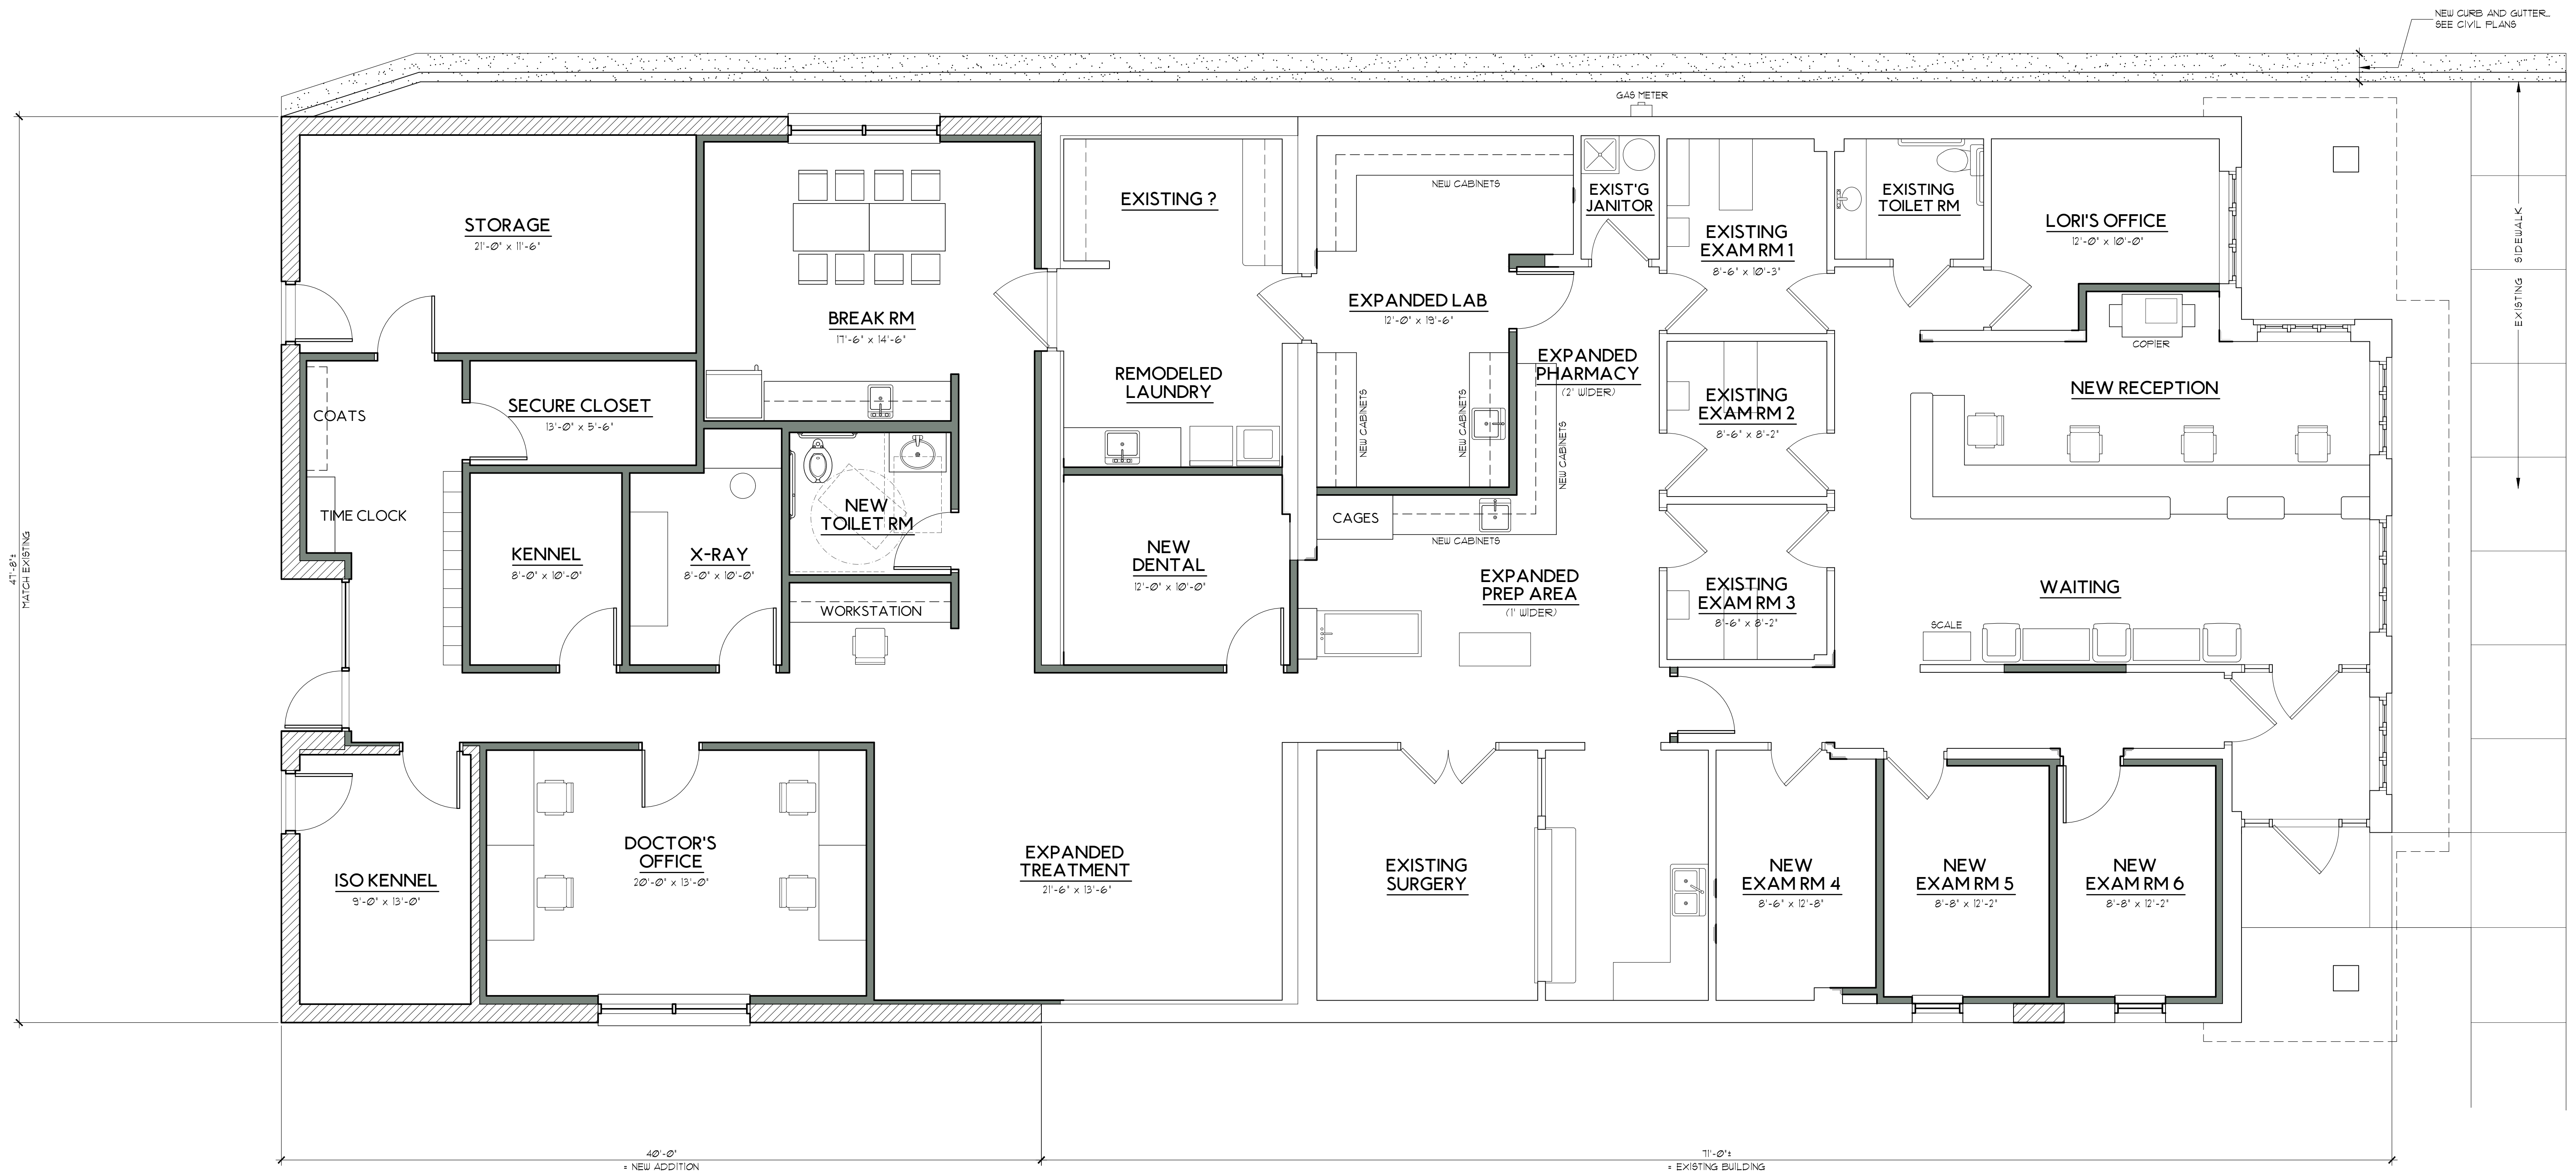 NEW CURB AND GUTTER_
SEE CIVIL PLANS
GAS METER
STORAGE
21'-0" x 11'-6"
BREAK RM
17'-6" x 14'-6"
EXISTING ?
REMODELED
LAUNDRY
NEW CABINETS
EXPANDED LAB
12'-0" x 19'-6"
NEW CABINETS
NEW CABINETS
NEW CABINETS
EXIST'G
JANITOR
EXPANDED
PHARMACY
(2' WIDER)
EXISTING
EXAM RM 1
8'-6" x 10'-3"
EXISTING
TOILET RM
LORI'S OFFICE
12'-0" x 10'-0"
COPIER
EXISTING SIDEWALK
EXISTING
EXAM RM 2
8'-6" x 8'-2"
NEW RECEPTION
COATS
SECURE CLOSET
13'-0" x 5'-6"
TIME CLOCK
KENNEL
8'-0" x 10'-0"
X-RAY
8'-0" x 10'-0"
NEW
TOILET RM
WORKSTATION
NEW
DENTAL
12'-0" x 10'-0"
CAGES
NEW CABINETS
EXPANDED
PREP AREA
(1' WIDER)
EXISTING
EXAM RM 3
8'-6" x 8'-2"
WAITING
SCALE
47'-8"±
MATCH EXISTING
ISO KENNEL
9'-0" x 13'-0"
DOCTOR'S
OFFICE
20'-0" x 13'-0"
EXPANDED
TREATMENT
21'-6" x 13'-6"
EXISTING
SURGERY
NEW
EXAM RM 4
8'-6" x 12'-8"
NEW
EXAM RM 5
8'-8" x 12'-2"
NEW
EXAM RM 6
8'-8" x 12'-2"
40'-0"
= NEW ADDITION
71'-0"±
= EXISTING BUILDING